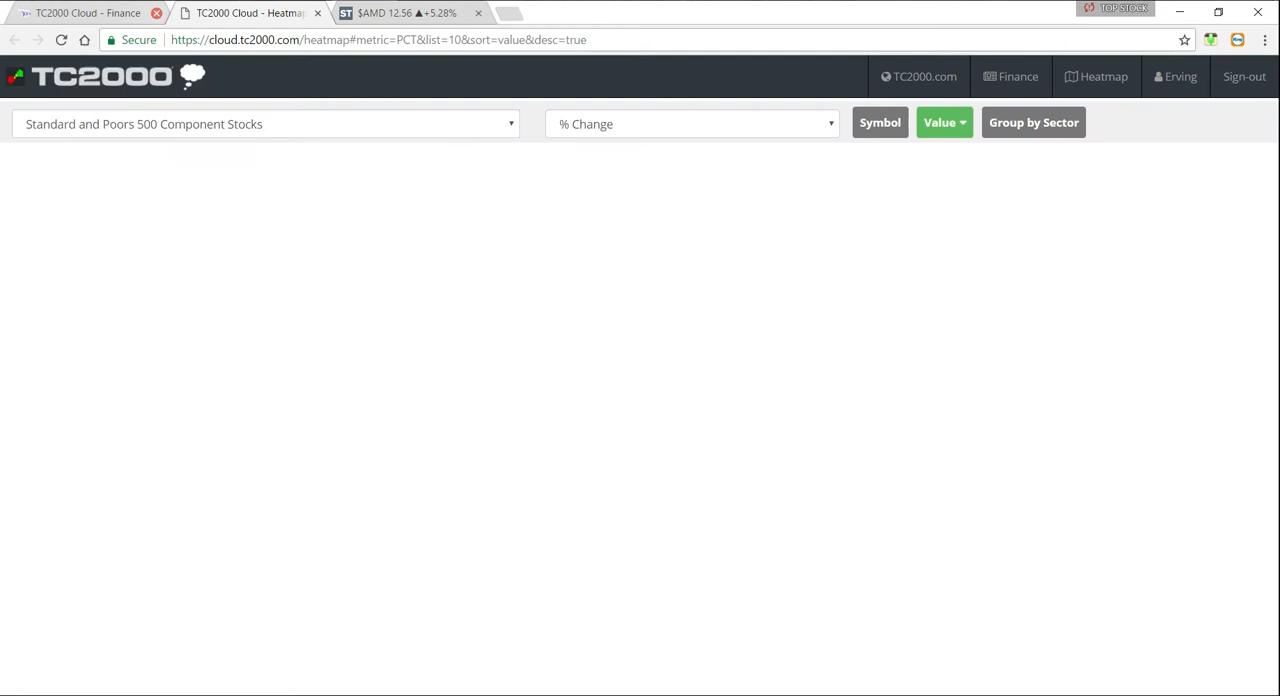 TC2000 Cloud - Finance
TC2000 Cloud - Heatma
ST $AMD 12.56 ▲+5.28%
TOP STOCK
Secure
https://cloud.tc2000.com/heatmap#metric=PCT&list=10&sort=value&desc=true
TC2000
TC2000.com
Finance
Heatmap
Erving
Sign-out
Standard and Poors 500 Component Stocks
% Change
Symbol
Value
Group by Sector